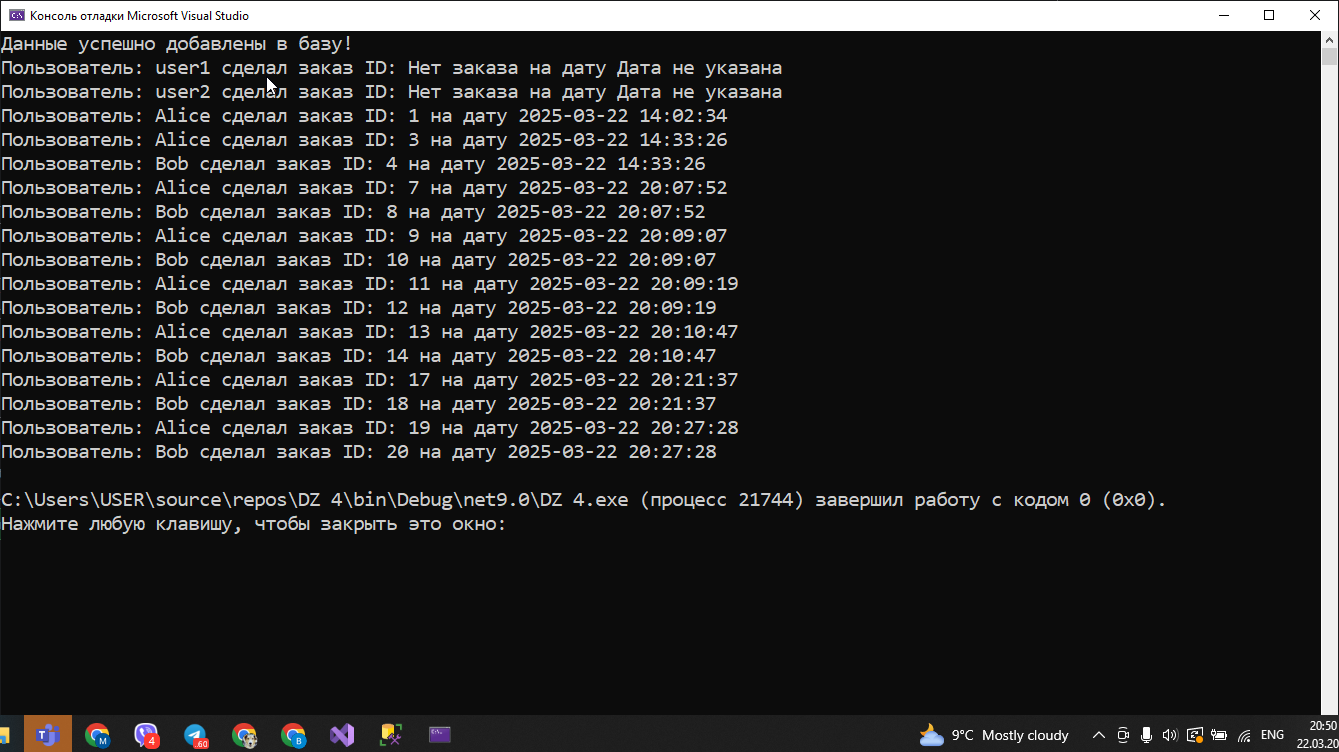 Консоль отладки Microsoft Visual Studio
Данные успешно добавлены в базу!
Пользователь: user1 сделал заказ ID: Нет заказа на дату Дата не указана
Пользователь: user2 сделал заказ ID: Нет заказа на дату Дата не указана
Пользователь: Alice сделал заказ ID: 1 на дату 2025-03-22 14:02:34
Пользователь: Alice сделал заказ ID: 3 на дату 2025-03-22 14:33:26
Пользователь: Bob сделал заказ ID: 4 на дату 2025-03-22 14:33:26
Пользователь: Alice сделал заказ ID: 7 на дату 2025-03-22 20:07:52
Пользователь: Bob сделал заказ ID: 8 на дату 2025-03-22 20:07:52
Пользователь: Alice сделал заказ ID: 9 на дату 2025-03-22 20:09:07
Пользователь: Bob сделал заказ ID: 10 на дату 2025-03-22 20:09:07
Пользователь: Alice сделал заказ ID: 11 на дату 2025-03-22 20:09:19
Пользователь: Bob сделал заказ ID: 12 на дату 2025-03-22 20:09:19
Пользователь: Alice сделал заказ ID: 13 на дату 2025-03-22 20:10:47
Пользователь: Bob сделал заказ ID: 14 на дату 2025-03-22 20:10:47
Пользователь: Alice сделал заказ ID: 17 на дату 2025-03-22 20:21:37
Пользователь: Bob сделал заказ ID: 18 на дату 2025-03-22 20:21:37
Пользователь: Alice сделал заказ ID: 19 на дату 2025-03-22 20:27:28
Пользователь: Bob сделал заказ ID: 20 на дату 2025-03-22 20:27:28
C:\Users\USER\source\repos\DZ 4\bin\Debug\net9.0\DZ 4.exe (процесс 21744) завершил работу с кодом 0 (0x0).
Нажмите любую клавишу, чтобы закрыть это окно:
9°C Mostly cloudy
ENG
20:50
22.03.20